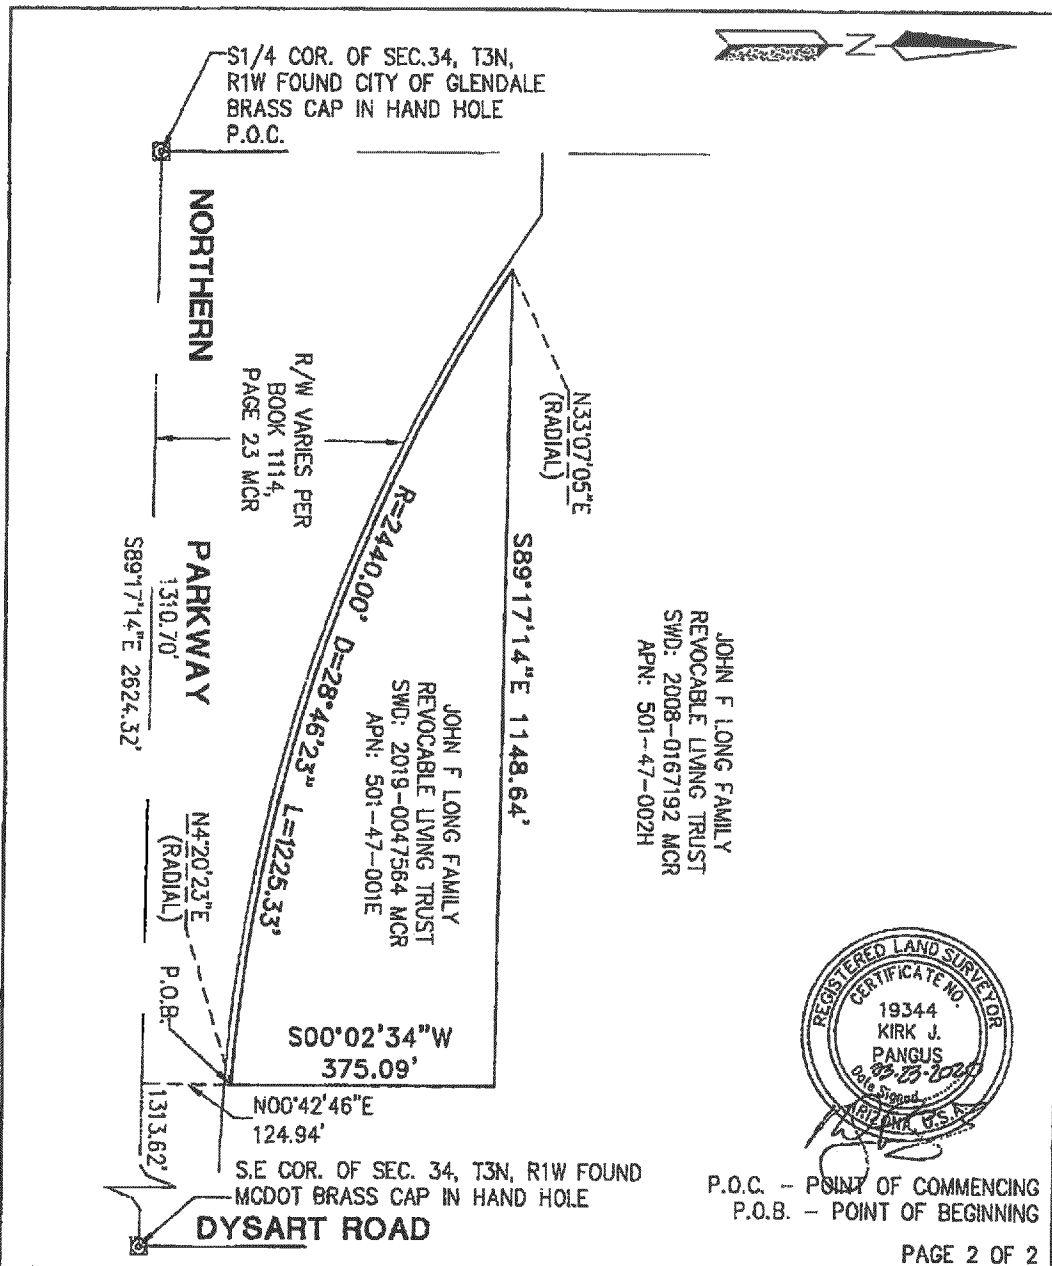 S1/4 COR. OF SEC.34, T3N,
R1W FOUND CITY OF GLENDALE
BRASS CAP IN HAND HOLE
P.O.C.
N
NORTHERN
PARKWAY
R/W VARIES PER
BOOK 1114,
PAGE 23 MCR
N33°07'05"E
(RADIAL)
R=2440.00' D=28°46'23" L=1225.33'
S89°17'14"E 1148.64'
1310.70'
S89°17'14"E 2624.32'
JOHN F LONG FAMILY
REVOCABLE LIVING TRUST
SWD: 2008-0167192 MCR
APN: 501-47-002H
JOHN F LONG FAMILY
REVOCABLE LIVING TRUST
SWD: 2019-0047564 MCR
APN: 501-47-001E
N4°20'23"E
(RADIAL)
P.O.B.
S00°02'34"W
375.09'
N00°42'46"E
124.94'
1313.62'
S.E COR. OF SEC. 34, T3N, R1W FOUND
MCDOT BRASS CAP IN HAND HOLE
DYSART ROAD
REGISTERED LAND SURVEYOR
CERTIFICATE NO.
19344
KIRK J.
PANGUS
03-23-2020
Date Signed
ARIZONA, U.S.A.
P.O.C. - POINT OF COMMENCING
P.O.B. - POINT OF BEGINNING
PAGE 2 OF 2